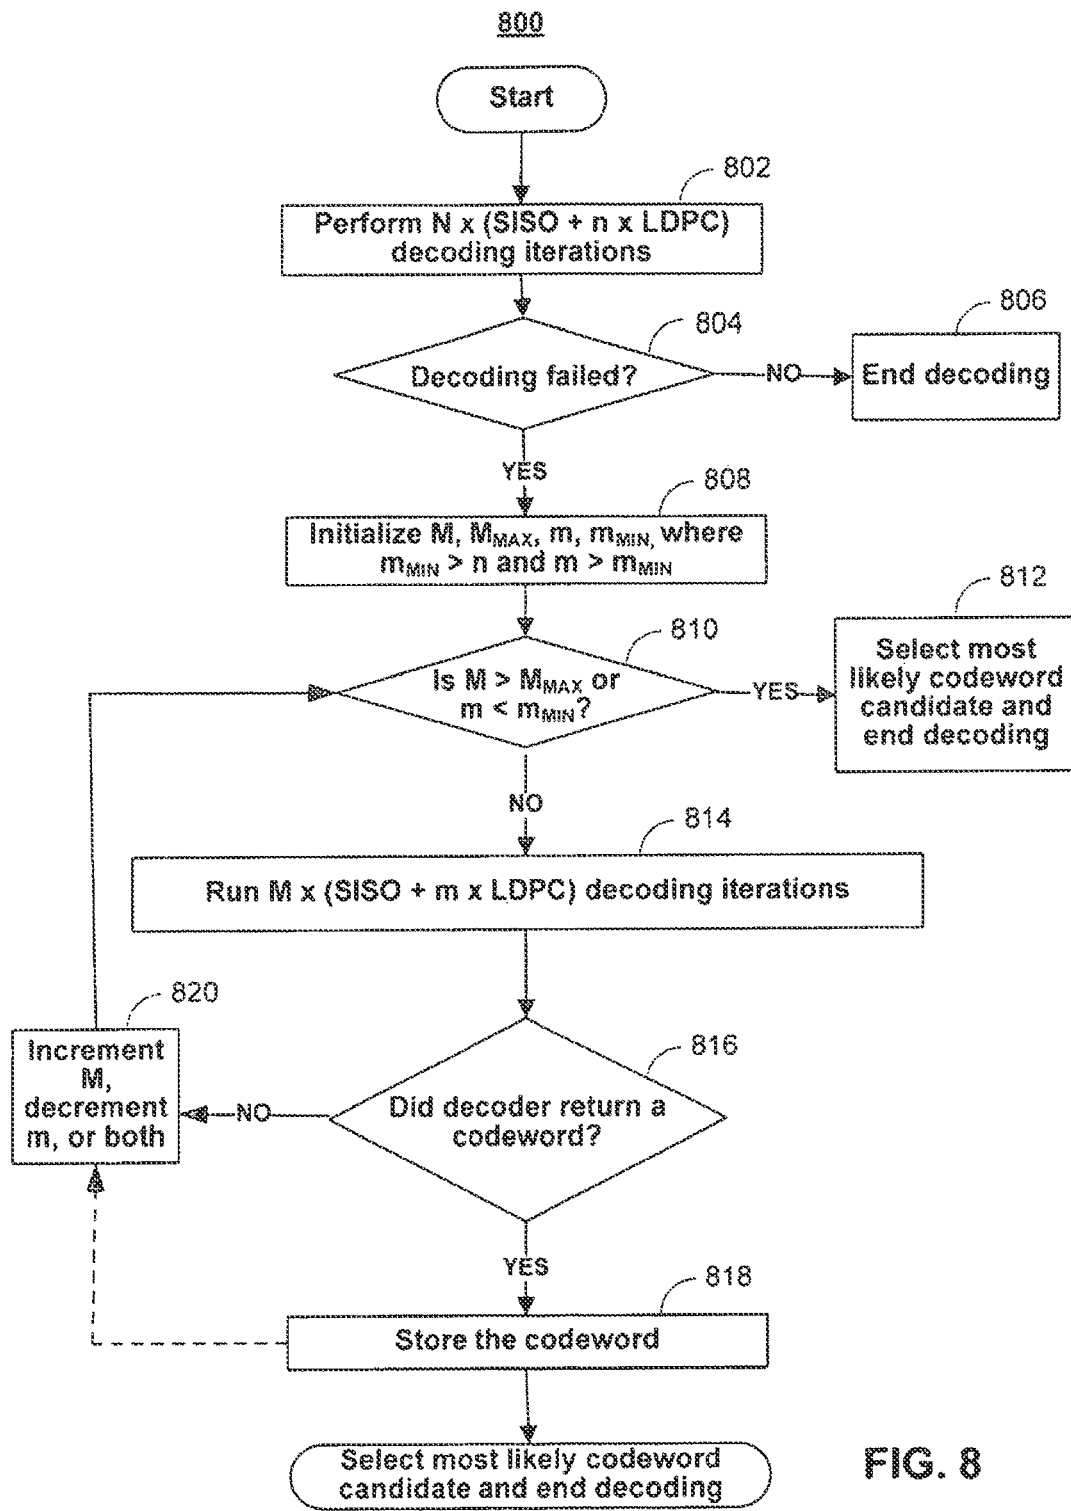 800
Start
802
Perform N x (SISO + n x LDPC)
decoding iterations
804
Decoding failed?
NO
806
End decoding
YES
808
Initialize M, MMAX, m, mMIN, where
mMIN > n and m > mMIN
810
Is M > MMAX or
m < mMIN?
YES
812
Select most
likely codeword
candidate and
end decoding
NO
814
Run M x (SISO + m x LDPC) decoding iterations
820
Increment
M,
decrement
m, or both
816
Did decoder return a
codeword?
NO
YES
818
Store the codeword
Select most likely codeword
candidate and end decoding
FIG. 8